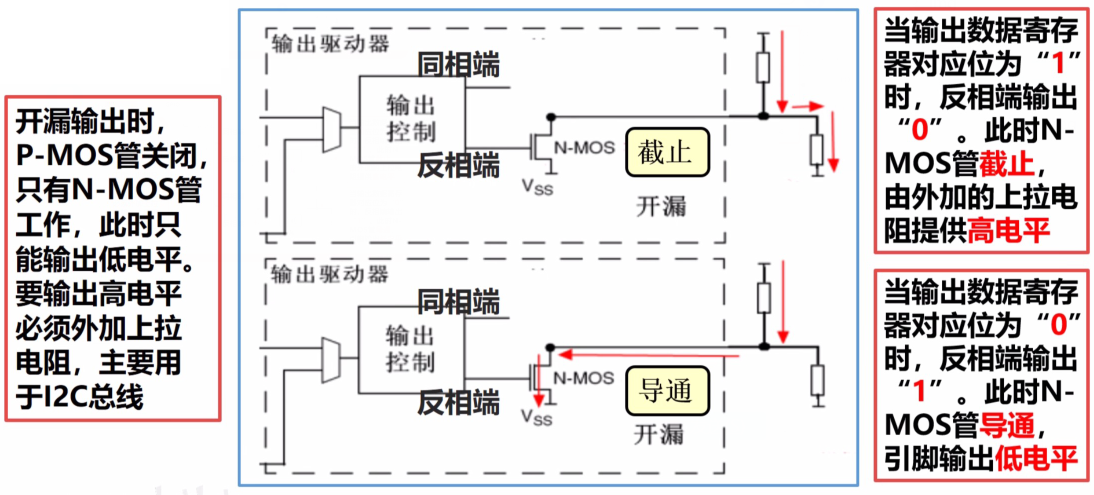 开漏输出时，
P-MOS管关闭，
只有N-MOS管
工作，此时只
能输出低电平。
要输出高电平
必须外加上拉
电阻，主要用
于I2C总线
输出驱动器
同相端
输出
控制
反相端
N-MOS
截止
VSS
开漏
输出驱动器
同相端
输出
控制
反相端
N-MOS
导通
VSS
开漏
当输出数据寄存
器对应位为“1”
时，反相端输出
“0”。此时N-
MOS管截止，
由外加的上拉电
阻提供高电平
当输出数据寄存
器对应位为“0”
时，反相端输出
“1”。此时N-
MOS管导通，
引脚输出低电平